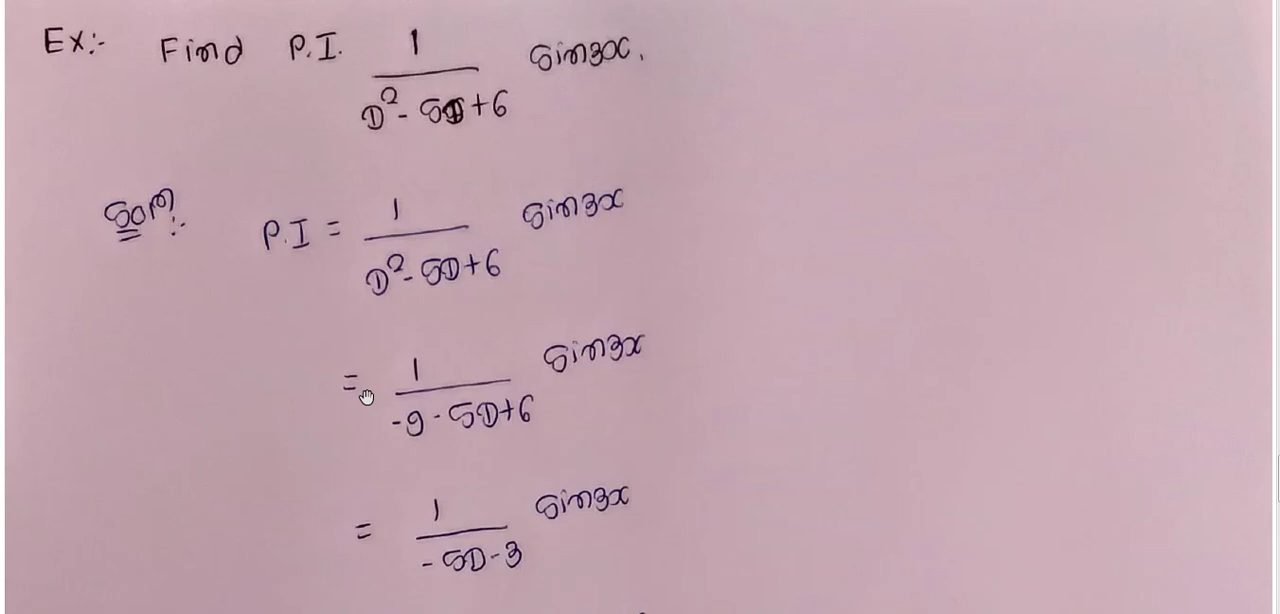 Ex:- Find P.I. 1 / D² - 5D + 6 Sin3x.
Soln:- P.I = 1 / D² - 5D + 6 Sin3x
= 1 / -9 - 5D + 6 Sin3x
= 1 / -5D - 3 Sin3x